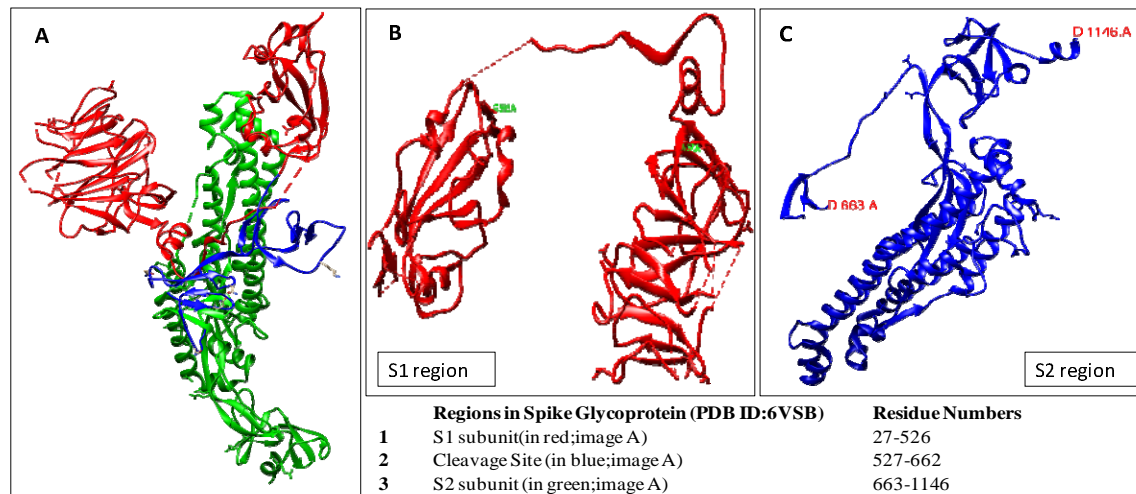 A
B
C
D 1146.A
D 663 A
S1 region
S2 region
Regions in Spike Glycoprotein (PDB ID:6VSB) Residue Numbers
1 S1 subunit(in red;image A) 27-526
2 Cleavage Site (in blue;image A) 527-662
3 S2 subunit (in green;image A) 663-1146